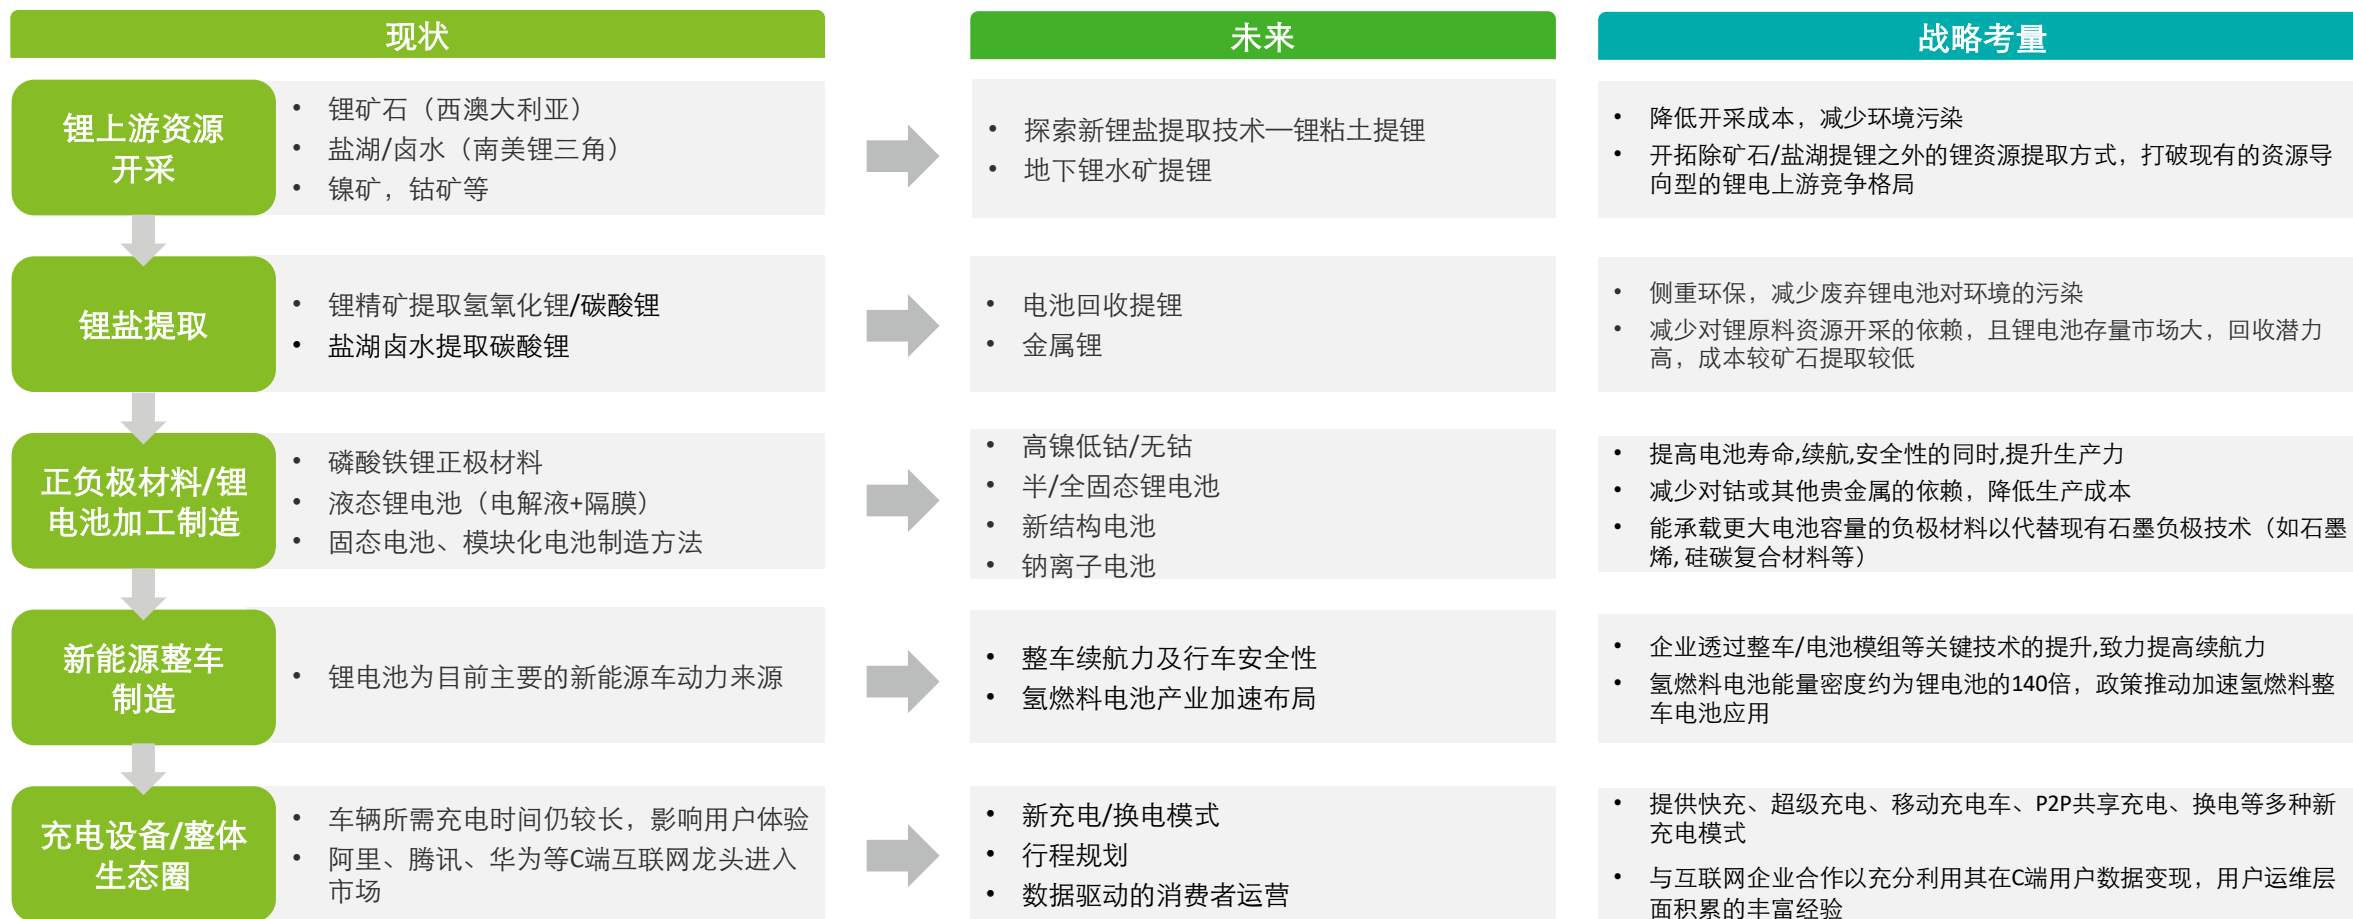 现状
未来
战略考量
锂上游资源
开采
• 锂矿石（西澳大利亚）
• 盐湖/卤水（南美锂三角）
• 镍矿，钴矿等
• 探索新锂盐提取技术—锂粘土提锂
• 地下锂水矿提锂
• 降低开采成本，减少环境污染
• 开拓除矿石/盐湖提锂之外的锂资源提取方式，打破现有的资源导
向型的锂电上游竞争格局
锂盐提取
• 锂精矿提取氢氧化锂/碳酸锂
• 盐湖卤水提取碳酸锂
• 电池回收提锂
• 金属锂
• 侧重环保，减少废弃锂电池对环境的污染
• 减少对锂原料资源开采的依赖，且锂电池存量市场大，回收潜力
高，成本较矿石提取较低
正负极材料/锂
电池加工制造
• 磷酸铁锂正极材料
• 液态锂电池（电解液+隔膜）
• 固态电池、模块化电池制造方法
• 高镍低钴/无钴
• 半/全固态锂电池
• 新结构电池
• 钠离子电池
• 提高电池寿命,续航,安全性的同时,提升生产力
• 减少对钴或其他贵金属的依赖，降低生产成本
• 能承载更大电池容量的负极材料以代替现有石墨负极技术（如石墨
烯, 硅碳复合材料等）
新能源整车
制造
• 锂电池为目前主要的新能源车动力来源
• 整车续航力及行车安全性
• 氢燃料电池产业加速布局
• 企业透过整车/电池模组等关键技术的提升,致力提高续航力
• 氢燃料电池能量密度约为锂电池的140倍，政策推动加速氢燃料整
车电池应用
充电设备/整体
生态圈
• 车辆所需充电时间仍较长，影响用户体验
• 阿里、腾讯、华为等C端互联网龙头进入
市场
• 新充电/换电模式
• 行程规划
• 数据驱动的消费者运营
• 提供快充、超级充电、移动充电车、P2P共享充电、换电等多种新
充电模式
• 与互联网企业合作以充分利用其在C端用户数据变现，用户运维层
面积累的丰富经验